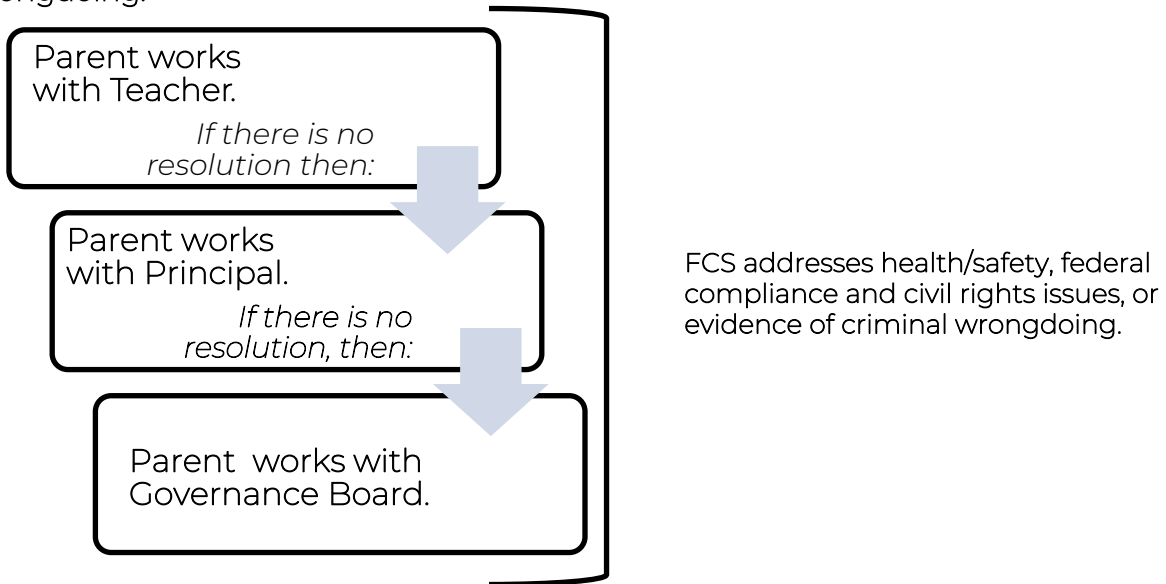 Parent works
with Teacher.
If there is no
resolution then:
Parent works
with Principal.
If there is no
resolution, then:
Parent works with
Governance Board.
FCS addresses health/safety, federal
compliance and civil rights issues, or
evidence of criminal wrongdoing.